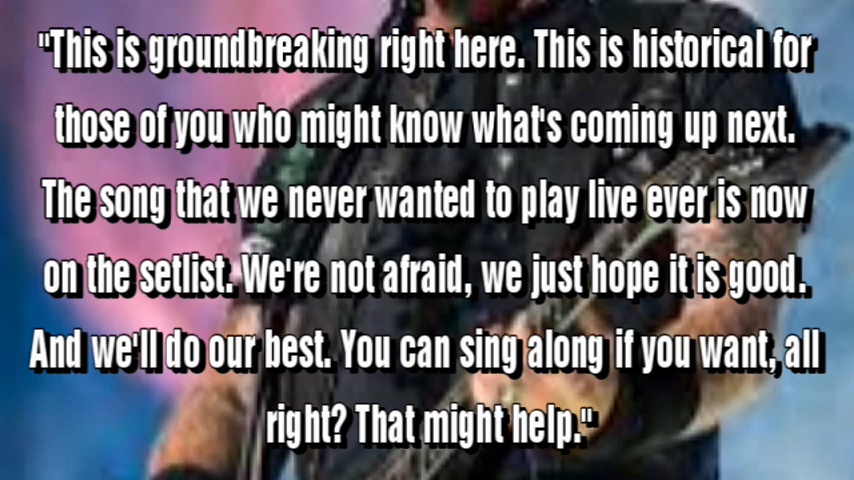 "This is groundbreaking right here. This is historical for
those of you who might know what's coming up next.
The song that we never wanted to play live ever is now
on the setlist. We're not afraid, we just hope it is good.
And we'll do our best. You can sing along if you want, all
right? That might help."